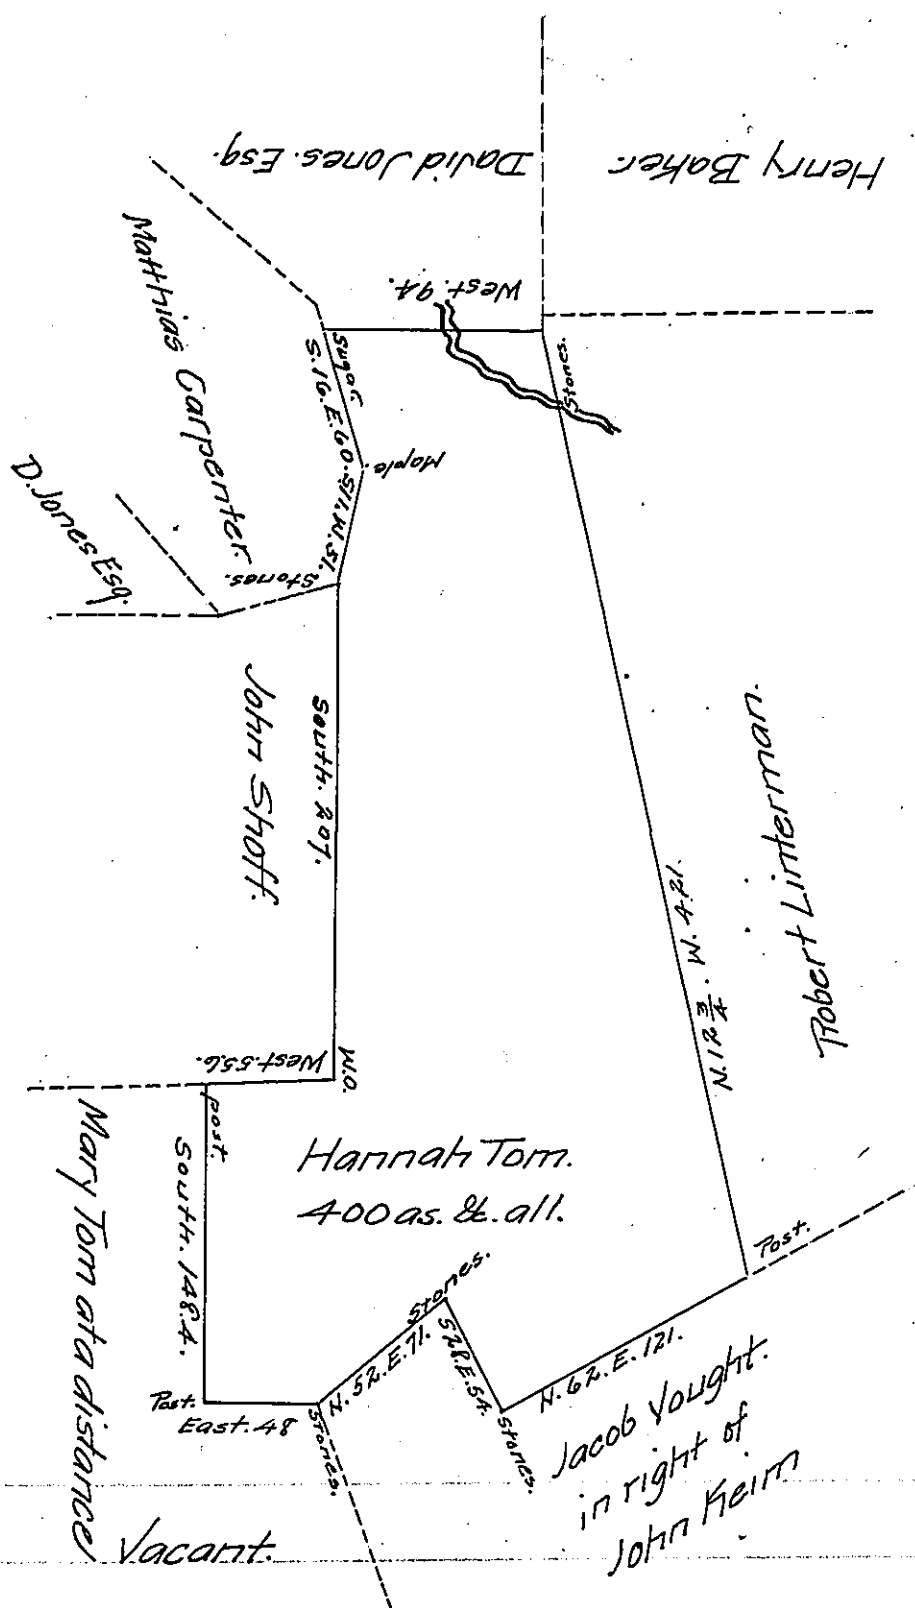 Henry Baker.
David Jones. Esq.
West. 94.
Stones.
Matthias Carpenter.
Sugar.
S. 16. E. 60.
Maple.
S. 16. W. 51.
Stones.
D. Jones Esq.
John Shoff.
South. 207.
Robert Linterman.
N. 12 3/4. W. 421.
West. 55.6.
W.O.
post.
South. 148.4.
Mary Tom at a distance
Hannah Tom.
400 as. &. all.
Post.
Stones.
N. 52. E. 71.
S 28. E. 54.
Stones.
N. 62. E. 121.
Post.
East. 48
Stones.
Jacob Vought.
in right of
John Keim
Vacant.